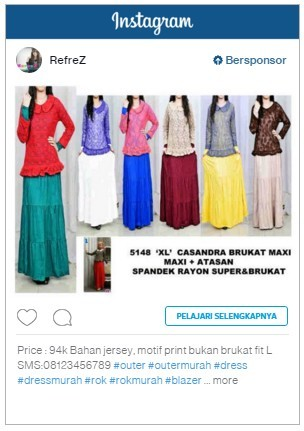 Instagram
RefreZ
Bersponsor
5148 'XL' CASANDRA BRUKAT MAXI
MAXI + ATASAN
SPANDEK RAYON SUPER&BRUKAT
PELAJARI SELENGKAPNYA
Price : 94k Bahan jersey, motif print bukan brukat fit L
SMS:08123456789 #outer #outermurah #dress
#dressmurah #rok #rokmurah #blazer ... more